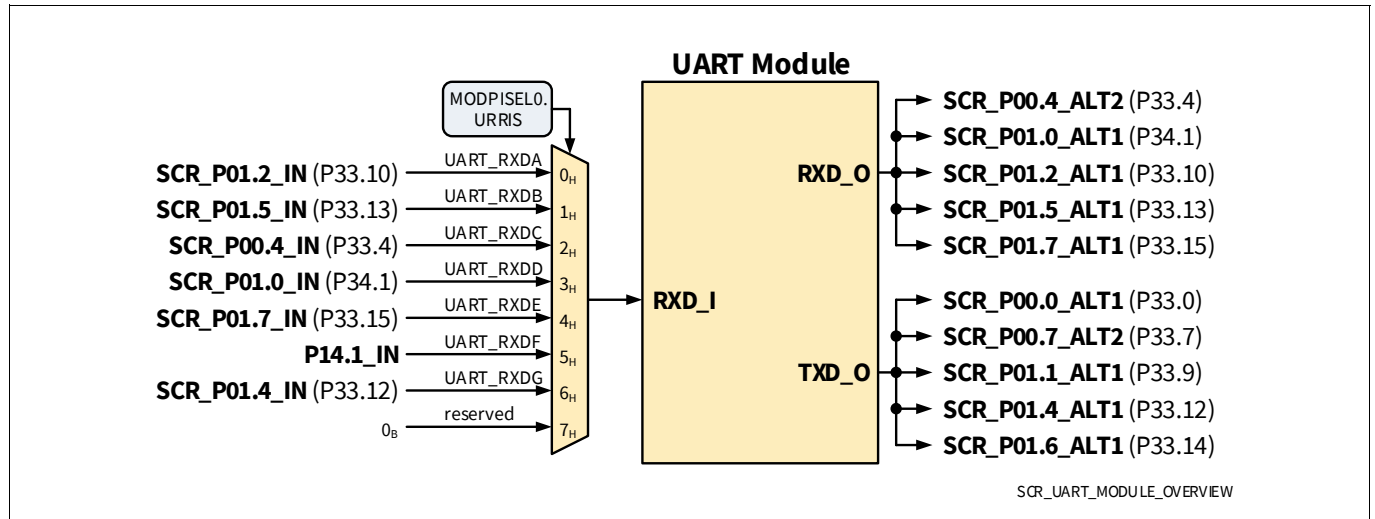 UART Module
MODPISEL0.
URRIS
SCR_P01.2_IN (P33.10) UART_RXDA 0H
SCR_P01.5_IN (P33.13) UART_RXDB 1H
SCR_P00.4_IN (P33.4) UART_RXDC 2H
SCR_P01.0_IN (P34.1) UART_RXDD 3H
SCR_P01.7_IN (P33.15) UART_RXDE 4H
P14.1_IN UART_RXDF 5H
SCR_P01.4_IN (P33.12) UART_RXDG 6H
0B reserved 7H
RXD_I
RXD_O
TXD_O
SCR_P00.4_ALT2 (P33.4)
SCR_P01.0_ALT1 (P34.1)
SCR_P01.2_ALT1 (P33.10)
SCR_P01.5_ALT1 (P33.13)
SCR_P01.7_ALT1 (P33.15)
SCR_P00.0_ALT1 (P33.0)
SCR_P00.7_ALT2 (P33.7)
SCR_P01.1_ALT1 (P33.9)
SCR_P01.4_ALT1 (P33.12)
SCR_P01.6_ALT1 (P33.14)
SCR_UART_MODULE_OVERVIEW